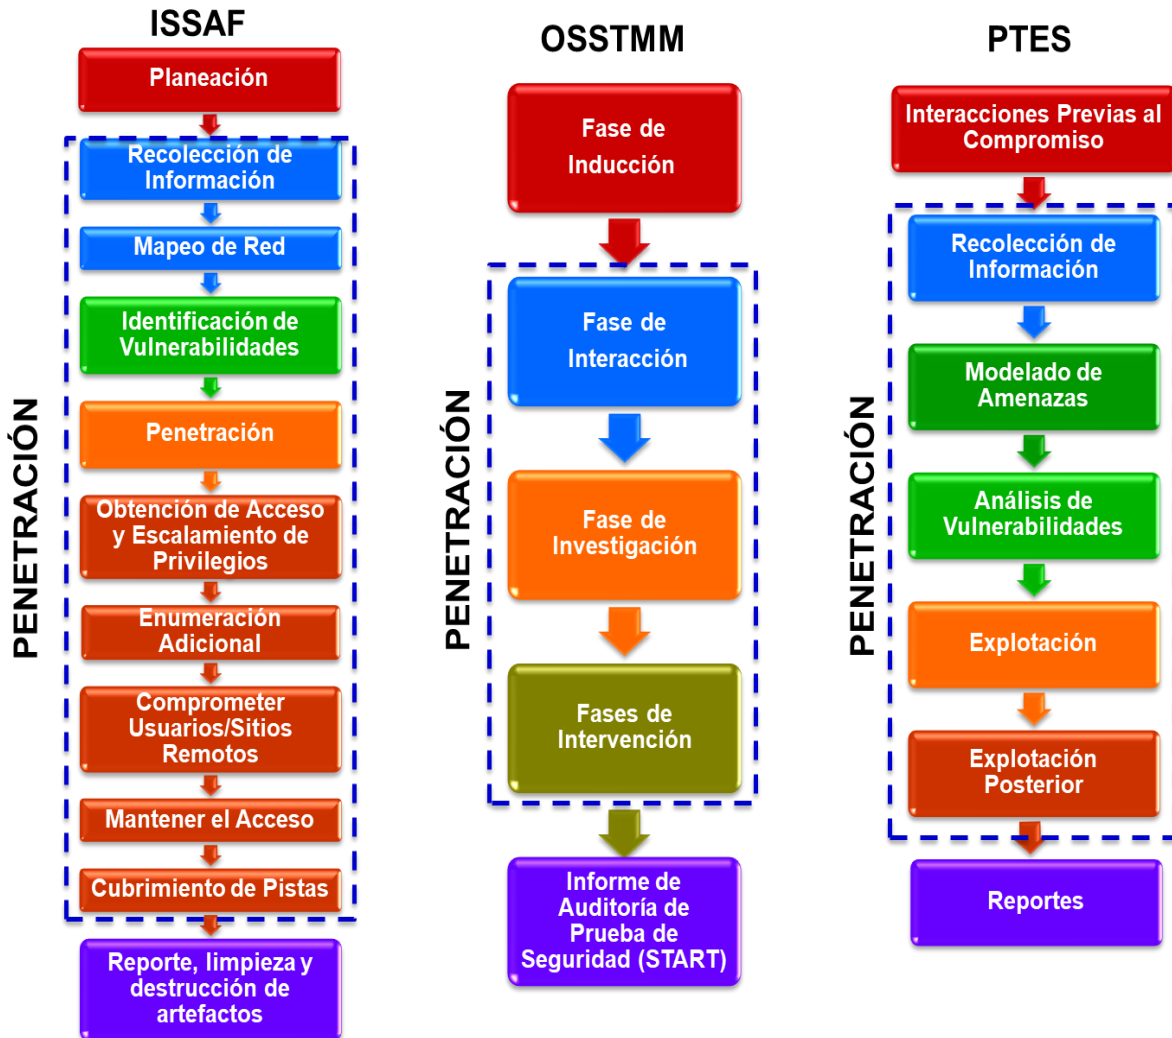 ISSAF
Planeación
Recolección de
Información
Mapeo de Red
Identificación de
Vulnerabilidades
Penetración
Obtención de Acceso
y Escalamiento de
Privilegios
Enumeración
Adicional
Comprometer
Usuarios/Sitios
Remotos
Mantener el Acceso
Cubrimiento de Pistas
Reporte, limpieza y
destrucción de
artefactos
PENETRACIÓN
OSSTMM
Fase de
Inducción
Fase de
Interacción
Fase de
Investigación
Fases de
Intervención
Informe de
Auditoría de
Prueba de
Seguridad (START)
PENETRACIÓN
PTES
Interacciones Previas al
Compromiso
Recolección de
Información
Modelado de
Amenazas
Análisis de
Vulnerabilidades
Explotación
Explotación
Posterior
Reportes
PENETRACIÓN